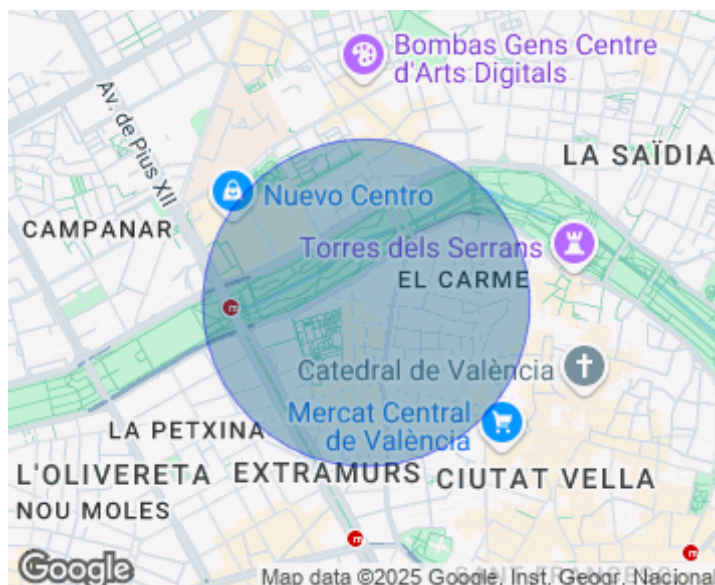 Bombas Gens Centre
d'Arts Digitals
Av. de Pius XII
LA SAÏDIA
Nuevo Centro
CAMPANAR
Torres dels Serrans
EL CARME
m
Catedral de València
Mercat Central
de València
LA PETXINA
L'OLIVERETA
EXTRAMURS
CIUTAT VELLA
NOU MOLES
m
m
SANT FRANCESC
Google
Map data ©2025 Google, Inst. Geogr. Nacional